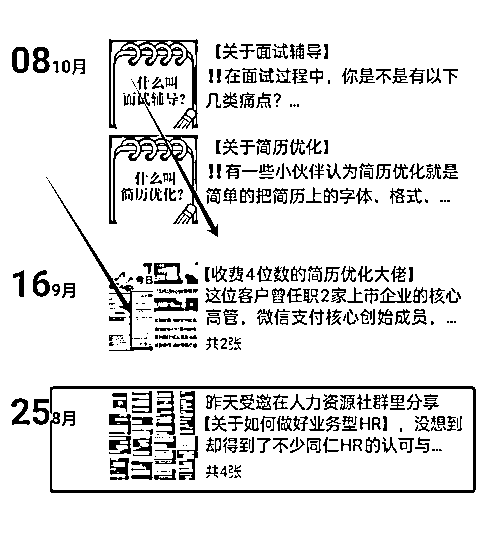 08 10月
什么叫
面试辅导?
【关于面试辅导】
!!在面试过程中，你是不是有以下
几类痛点？...
什么叫
简历优化?
【关于简历优化】
!!有一些小伙伴认为简历优化就是
简单的把简历上的字体、格式、...
16 9月
【收费4位数的简历优化大佬】
这位客户曾任职2家上市企业的核心
高管，微信支付核心创始成员，...
共2张
25 8月
昨天受邀在人力资源社群里分享
【关于如何做好业务型HR】，没想到
却得到了不少同仁HR的认可与...
共4张